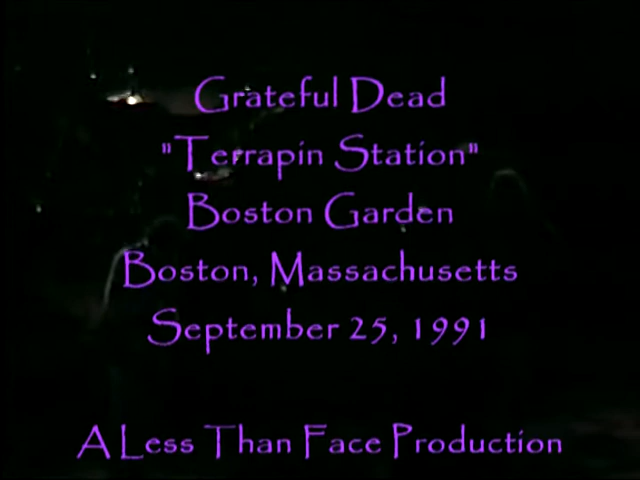 Grateful Dead
"Terrapin Station"
Boston Garden
Boston, Massachusetts
September 25, 1991
A Less Than Face Production